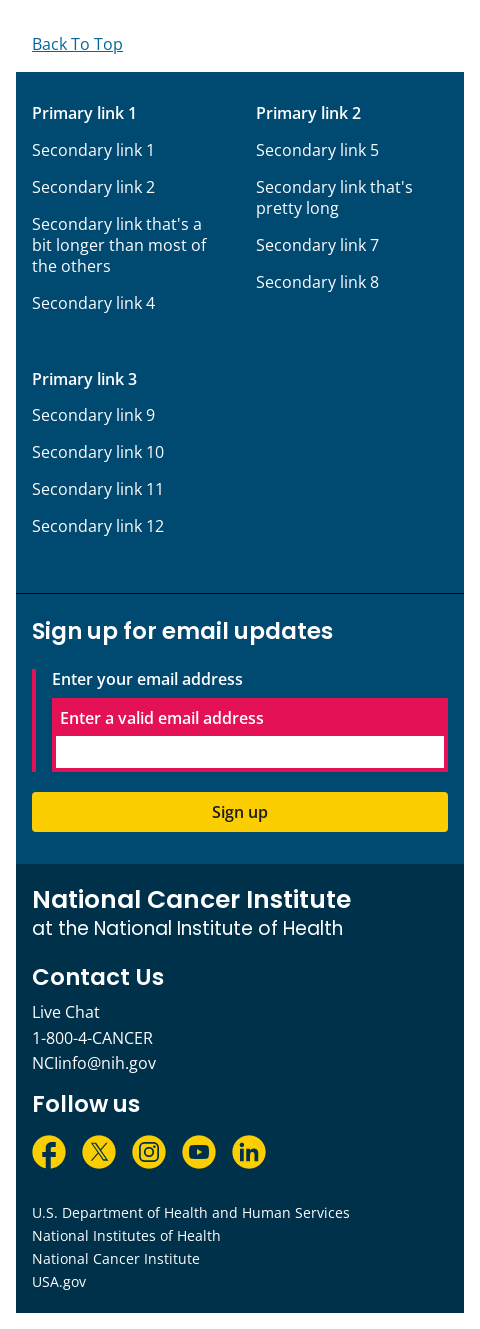 Back To Top
Primary link 1
Secondary link 1
Secondary link 2
Secondary link that's a
bit longer than most of
the others
Secondary link 4
Primary link 2
Secondary link 5
Secondary link that's
pretty long
Secondary link 7
Secondary link 8
Primary link 3
Secondary link 9
Secondary link 10
Secondary link 11
Secondary link 12
Sign up for email updates
Enter your email address
Enter a valid email address
Sign up
National Cancer Institute
at the National Institute of Health
Contact Us
Live Chat
1-800-4-CANCER
NCIinfo@nih.gov
Follow us
U.S. Department of Health and Human Services
National Institutes of Health
National Cancer Institute
USA.gov